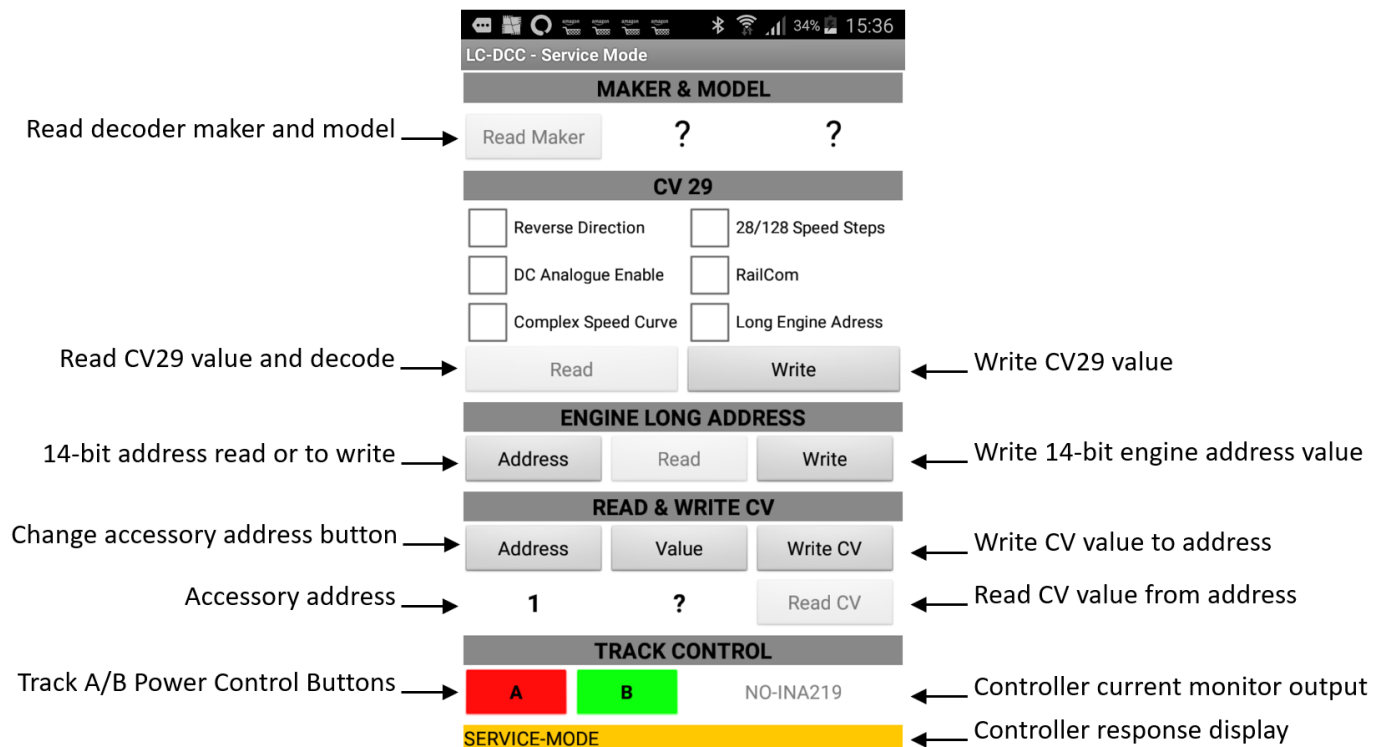 34% 15:36
LC-DCC - Service Mode
MAKER & MODEL
Read decoder maker and model Read Maker ? ?
CV 29
Reverse Direction 28/128 Speed Steps
DC Analogue Enable RailCom
Complex Speed Curve Long Engine Adress
Read CV29 value and decode Read Write Write CV29 value
ENGINE LONG ADDRESS
14-bit address read or to write Address Read Write Write 14-bit engine address value
READ & WRITE CV
Change accessory address button Address Value Write CV Write CV value to address
Accessory address 1 ? Read CV Read CV value from address
TRACK CONTROL
Track A/B Power Control Buttons A B NO-INA219 Controller current monitor output
SERVICE-MODE Controller response display